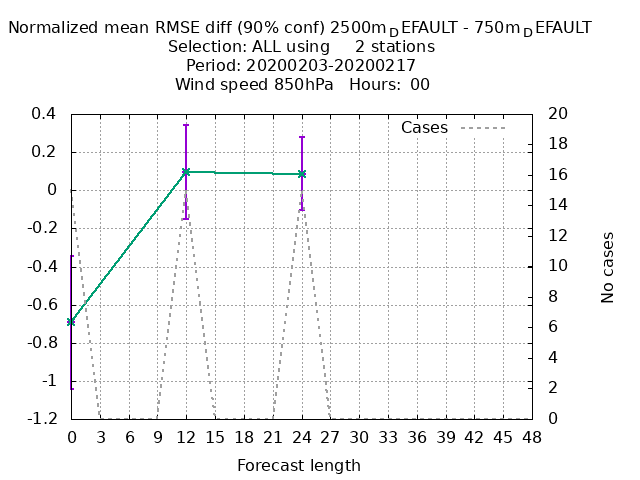 Normalized mean RMSE diff (90% conf) 2500m_DEFAULT - 750m_DEFAULT
Selection: ALL using 2 stations
Period: 20200203-20200217
Wind speed 850hPa Hours: 00
Cases
0.4
0.2
0
-0.2
-0.4
-0.6
-0.8
-1
-1.2
20
18
16
14
12
10
8
6
4
2
0
No cases
0 3 6 9 12 15 18 21 24 27 30 33 36 39 42 45 48
Forecast length